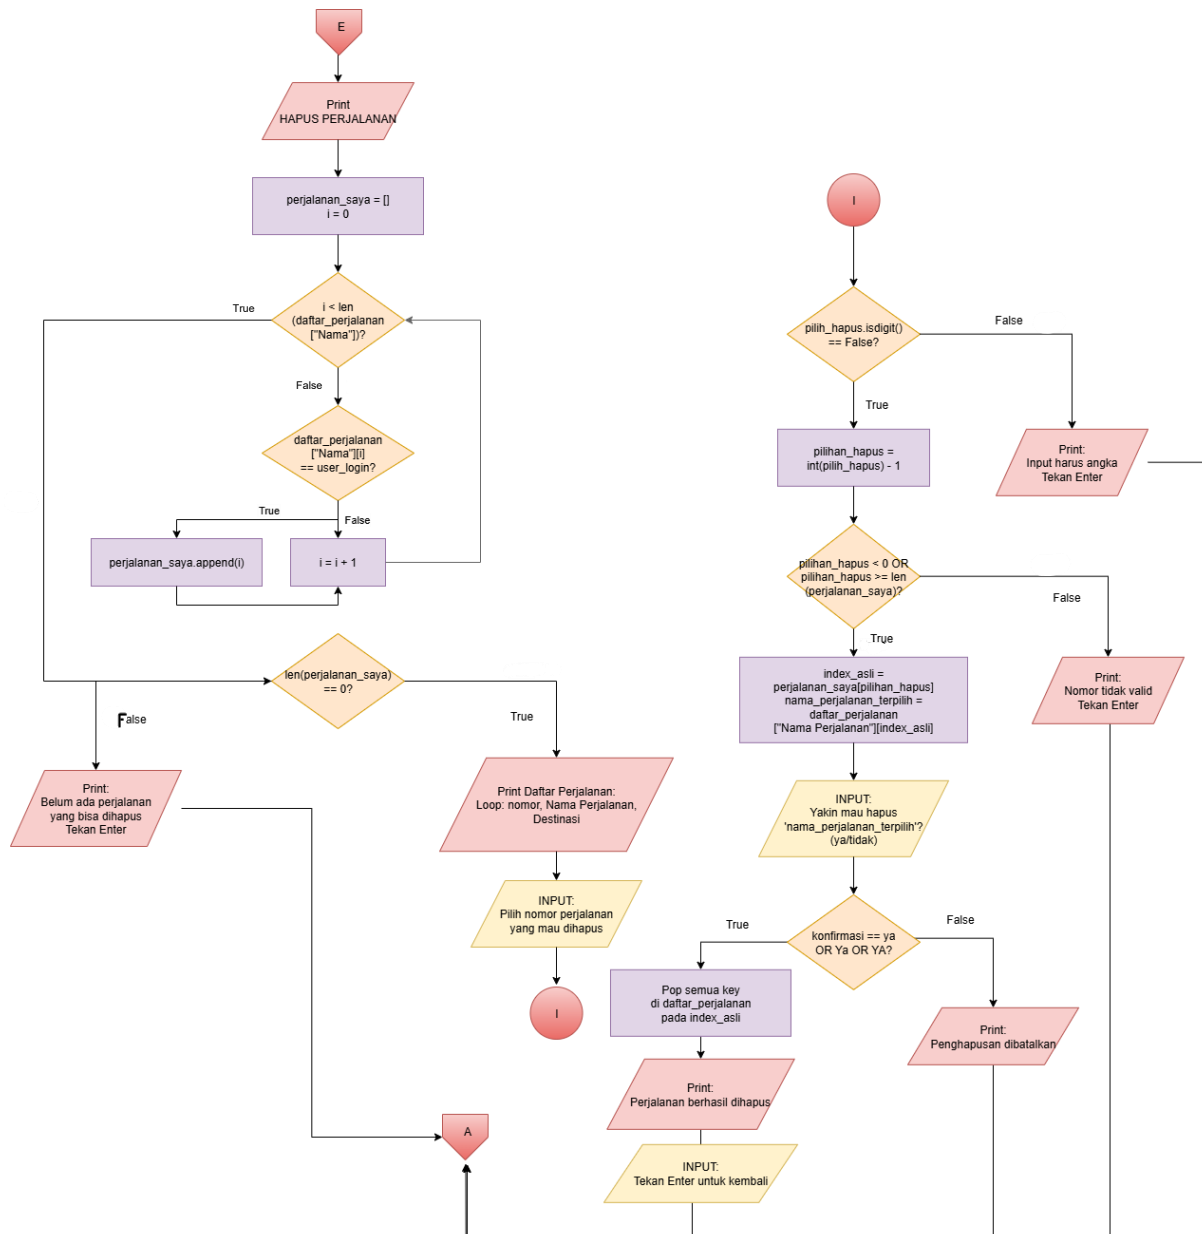 E
Print
HAPUS PERJALANAN
perjalanan_saya = []
i = 0
i < len
(daftar_perjalanan
["Nama"])?
True
False
daftar_perjalanan
["Nama"][i]
== user_login?
True
False
perjalanan_saya.append(i)
i = i + 1
len(perjalanan_saya)
== 0?
False
True
Print:
Belum ada perjalanan
yang bisa dihapus
Tekan Enter
Print Daftar Perjalanan:
Loop: nomor, Nama Perjalanan,
Destinasi
INPUT:
Pilih nomor perjalanan
yang mau dihapus
I
A
I
pilih_hapus.isdigit()
== False?
False
True
Print:
Input harus angka
Tekan Enter
pilihan_hapus =
int(pilih_hapus) - 1
pilihan_hapus < 0 OR
pilihan_hapus >= len
(perjalanan_saya)?
False
True
Print:
Nomor tidak valid
Tekan Enter
index_asli =
perjalanan_saya[pilihan_hapus]
nama_perjalanan_terpilih =
daftar_perjalanan
["Nama Perjalanan"][index_asli]
INPUT:
Yakin mau hapus
'nama_perjalanan_terpilih'?
(ya/tidak)
konfirmasi == ya
OR Ya OR YA?
True
False
Pop semua key
di daftar_perjalanan
pada index_asli
Print:
Penghapusan dibatalkan
Print:
Perjalanan berhasil dihapus
INPUT:
Tekan Enter untuk kembali